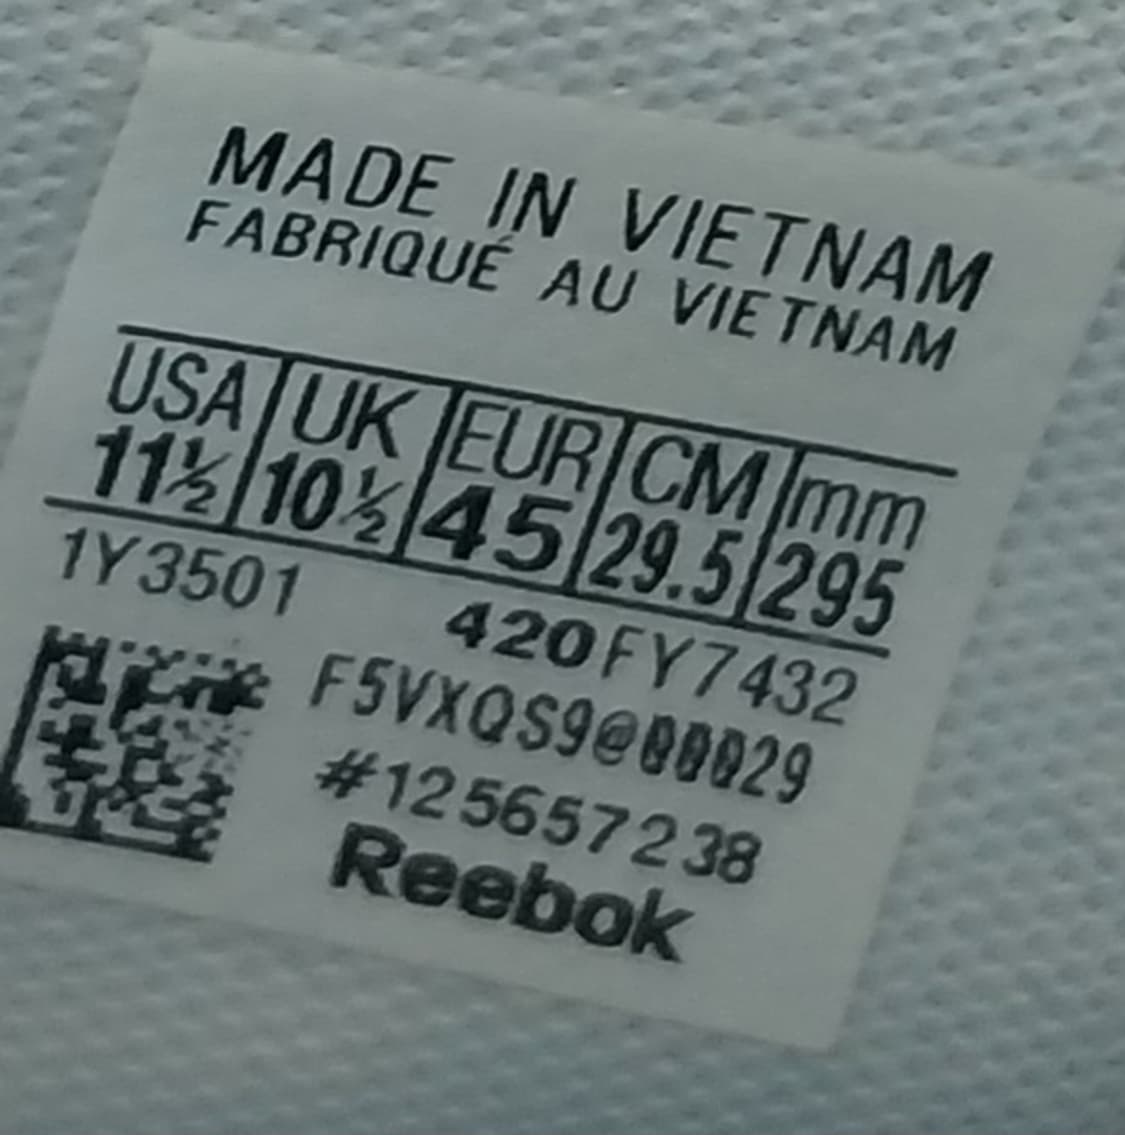 MADE IN VIETNAM
FABRIQUÉ AU VIETNAM
USA UK EUR CM mm
11½ 10½ 45 29.5 295
1Y3501 420FY7432
F5VXQS9@00029
#125657238
Reebok